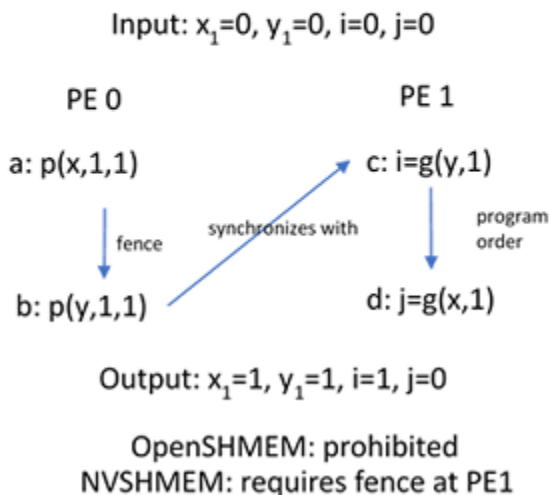 Input: x₁=0, y₁=0, i=0, j=0
PE 0
PE 1
a: p(x,1,1)
c: i=g(y,1)
fence
synchronizes with
program
order
b: p(y,1,1)
d: j=g(x,1)
Output: x₁=1, y₁=1, i=1, j=0
OpenSHMEM: prohibited
NVSHMEM: requires fence at PE1